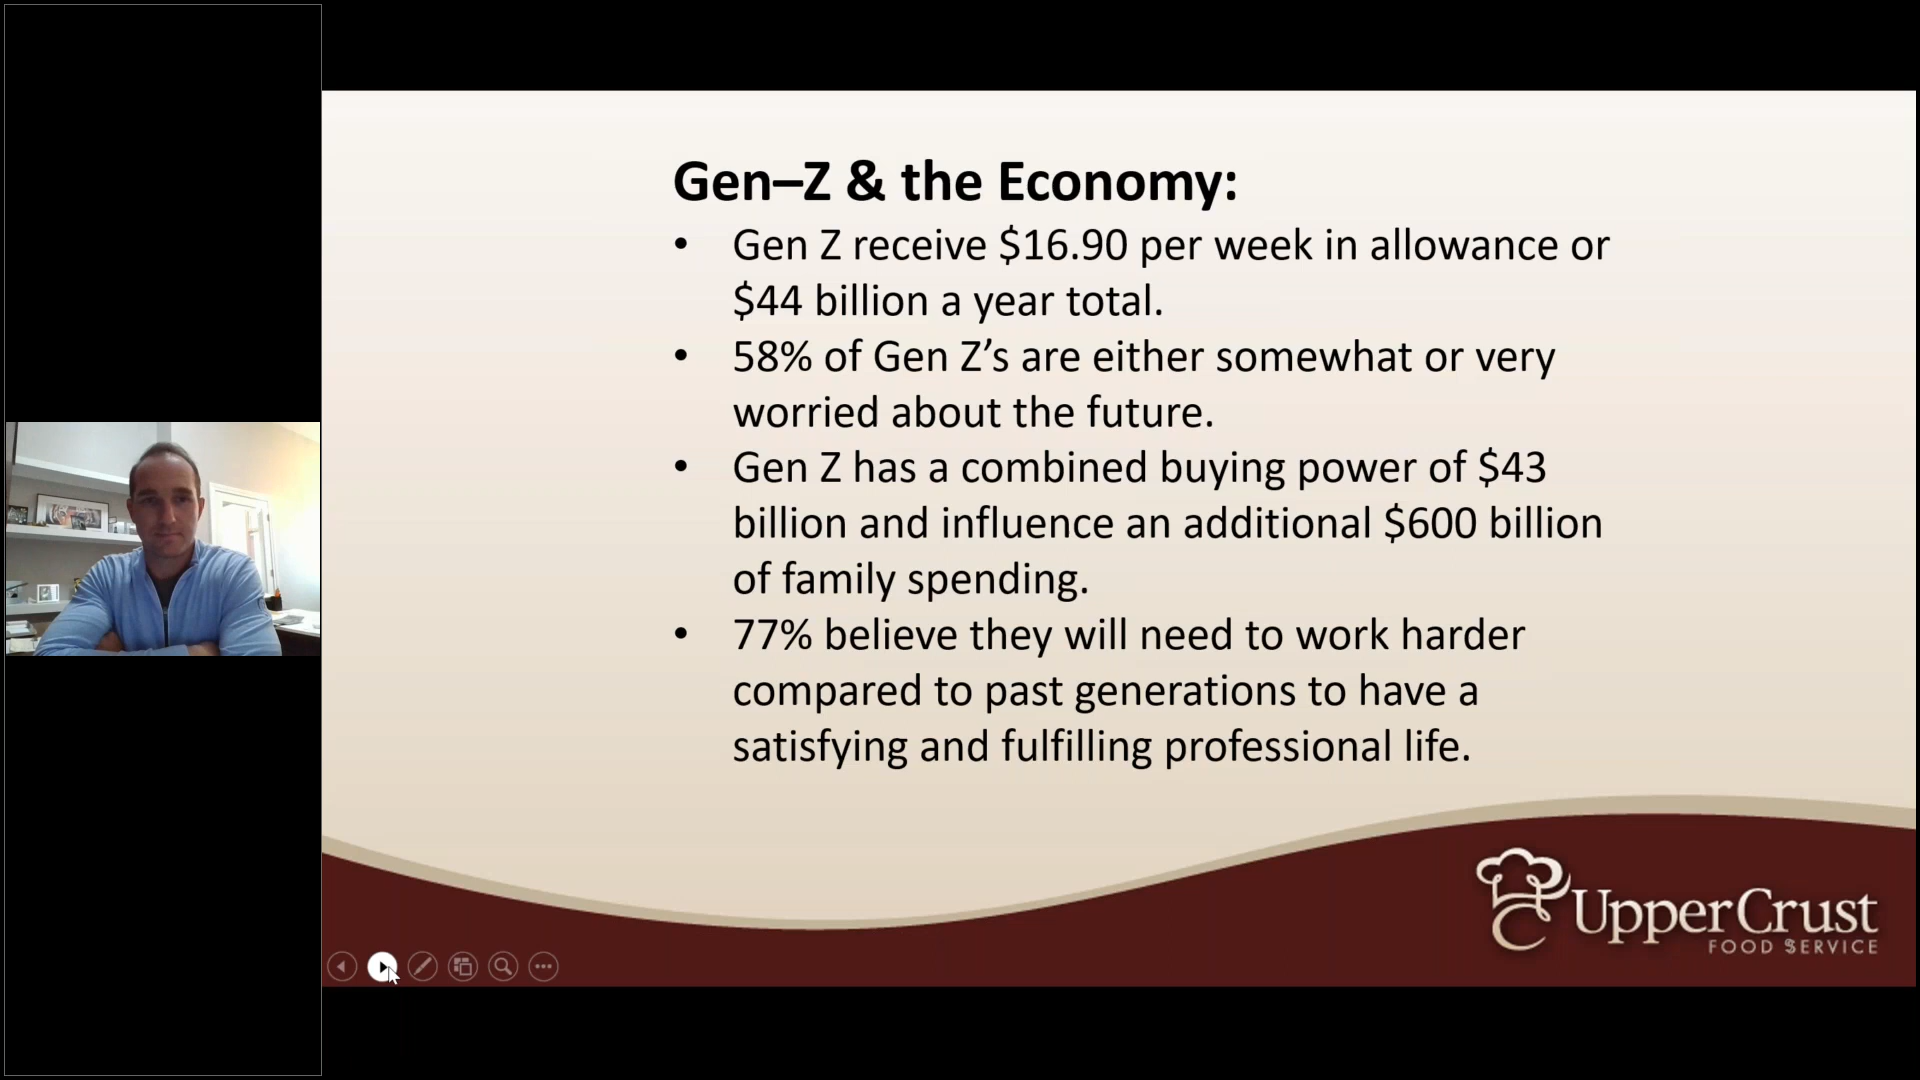 Gen–Z & the Economy:
• Gen Z receive $16.90 per week in allowance or
$44 billion a year total.
• 58% of Gen Z’s are either somewhat or very
worried about the future.
• Gen Z has a combined buying power of $43
billion and influence an additional $600 billion
of family spending.
• 77% believe they will need to work harder
compared to past generations to have a
satisfying and fulfilling professional life.
UpperCrust
FOOD SERVICE